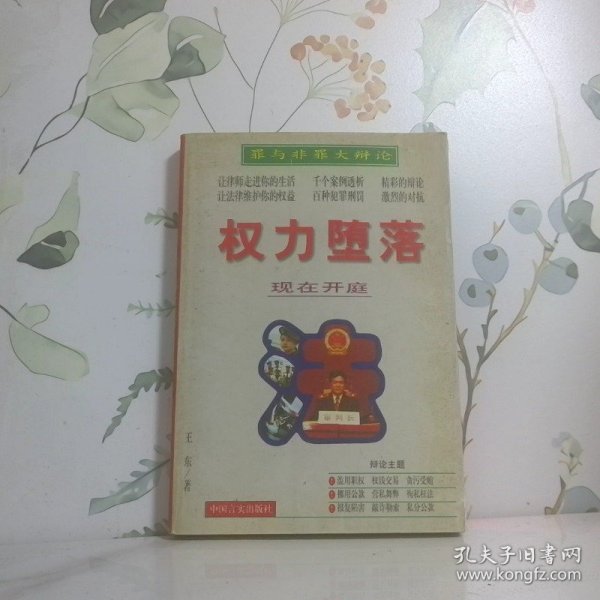 罪与非罪大辩论
让律师走进你的生活 千个案例透析 精彩的辩论
让法律维护你的权益 百种犯罪刑罚 激烈的对抗
权力堕落
现在开庭
审判长
王东/著
辩论主题
滥用职权 权钱交易 贪污受贿
挪用公款 营私舞弊 徇私枉法
报复陷害 敲诈勒索 私分公款
中国言实出版社
孔夫子旧书网
www.kongfz.com